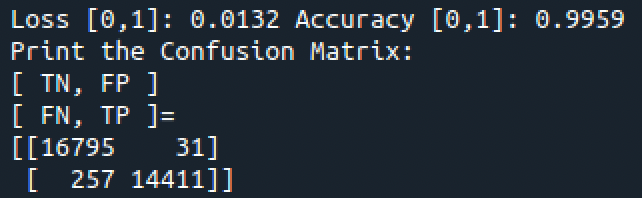 Loss [0,1]: 0.0132 Accuracy [0,1]: 0.9959
Print the Confusion Matrix:
[ TN, FP ]
[ FN, TP ]=
[[16795    31]
 [  257 14411]]